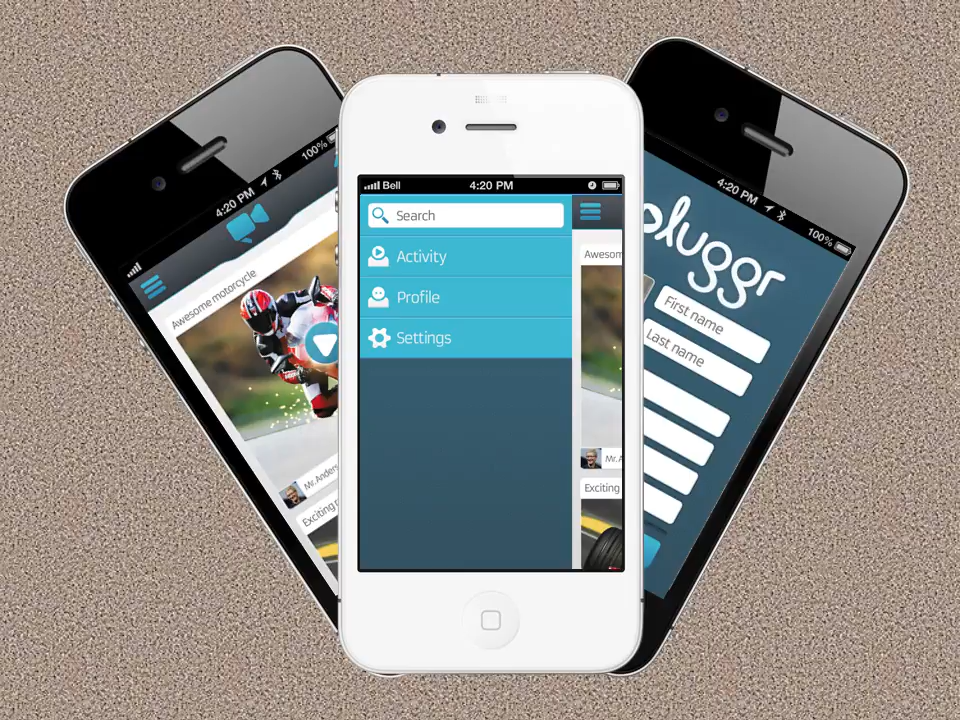 4:20 PM
100%
Awesome motorcycle
Mr. Anders
Exciting
Bell
4:20 PM
Search
Activity
Profile
Settings
Awesom
Mr. A
Exciting
4:20 PM
100%
pluggr
First name
Last name